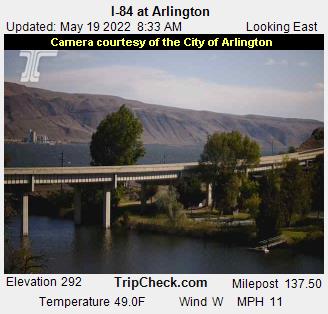 I-84 at Arlington
Updated: May 19 2022 8:33 AM Looking East
Camera courtesy of the City of Arlington
Elevation 292 TripCheck.com Milepost 137.50
Temperature 49.0F Wind W MPH 11